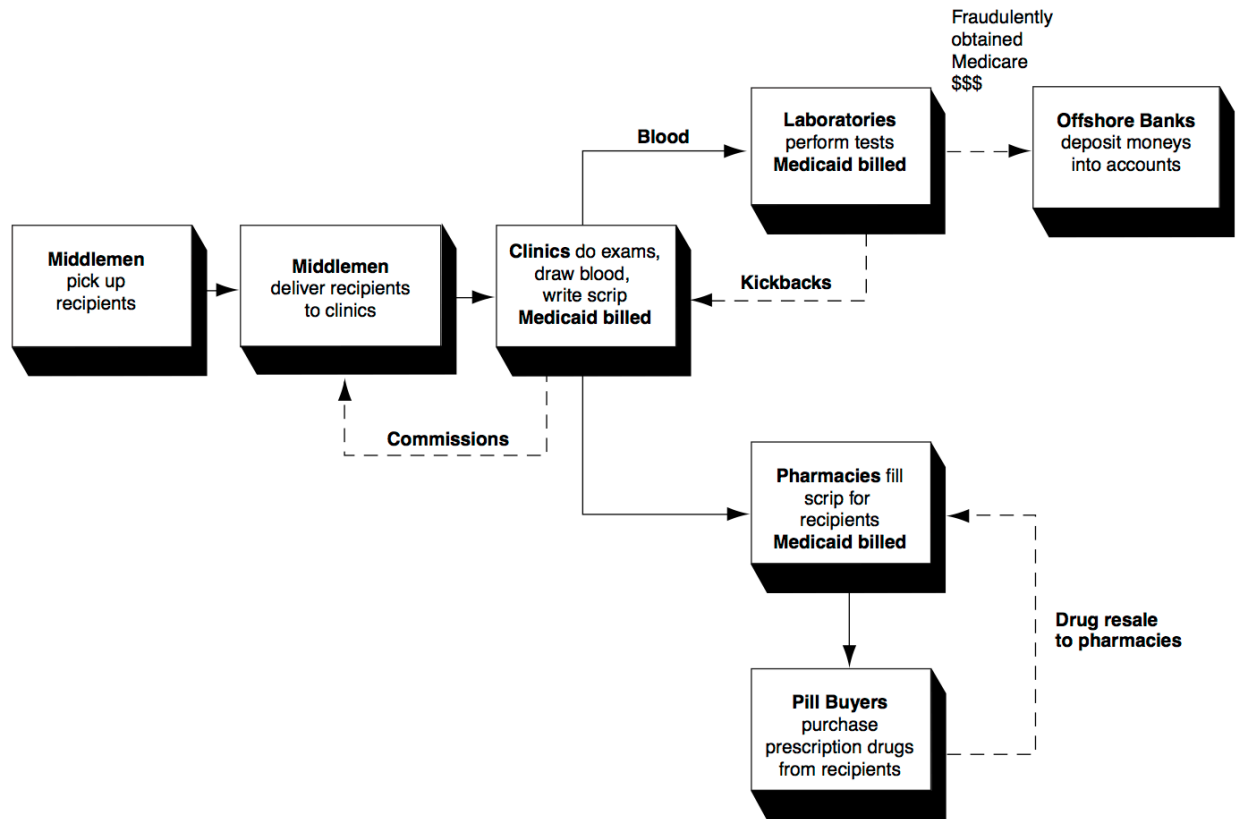 Fraudulently
obtained
Medicare
$$$
Laboratories
perform tests
Medicaid billed
Offshore Banks
deposit moneys
into accounts
Blood
Middlemen
pick up
recipients
Middlemen
deliver recipients
to clinics
Clinics do exams,
draw blood,
write scrip
Medicaid billed
Kickbacks
Commissions
Pharmacies fill
scrip for
recipients
Medicaid billed
Drug resale
to pharmacies
Pill Buyers
purchase
prescription drugs
from recipients